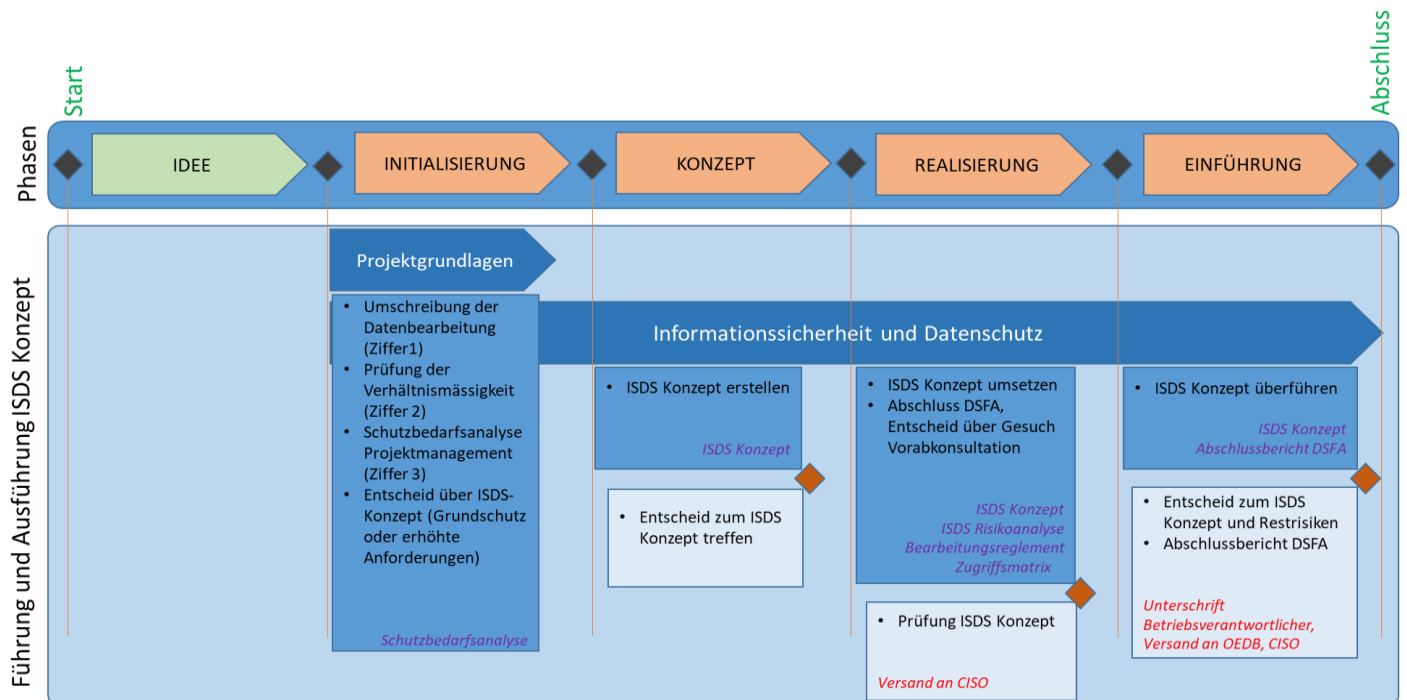 Start
Abschluss
Phasen
IDEE
INITIALISIERUNG
KONZEPT
REALISIERUNG
EINFÜHRUNG
Führung und Ausführung ISDS Konzept
Projektgrundlagen
Informationssicherheit und Datenschutz
• Umschreibung der
Datenbearbeitung
(Ziffer1)
• Prüfung der
Verhältnismässigkeit
(Ziffer 2)
• Schutzbedarfsanalyse
Projektmanagement
(Ziffer 3)
• Entscheid über ISDS-
Konzept (Grundschutz
oder erhöhte
Anforderungen)
Schutzbedarfsanalyse
• ISDS Konzept erstellen
ISDS Konzept
• Entscheid zum ISDS
Konzept treffen
• ISDS Konzept umsetzen
• Abschluss DSFA,
Entscheid über Gesuch
Vorabkonsultation
ISDS Konzept
ISDS Risikoanalyse
Bearbeitungsreglement
Zugriffsmatrix
• Prüfung ISDS Konzept
Versand an CISO
• ISDS Konzept überführen
ISDS Konzept
Abschlussbericht DSFA
• Entscheid zum ISDS
Konzept und Restrisiken
• Abschlussbericht DSFA
Unterschrift
Betriebsverantwortlicher,
Versand an OEDB, CISO